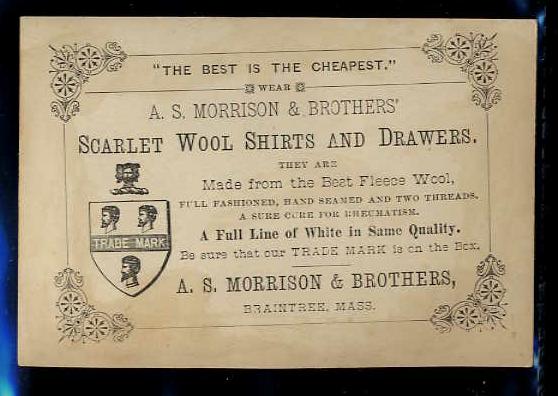 "THE BEST IS THE CHEAPEST."
WEAR
A. S. MORRISON & BROTHERS'
SCARLET WOOL SHIRTS AND DRAWERS.
THEY ARE
Made from the Best Fleece Wool,
FULL FASHIONED, HAND SEAMED AND TWO THREADS.
A SURE CURE FOR RHEUMATISM.
A Full Line of White in Same Quality.
Be sure that our TRADE MARK is on the Box.
TRADE MARK
A. S. MORRISON & BROTHERS,
BRAINTREE, MASS.